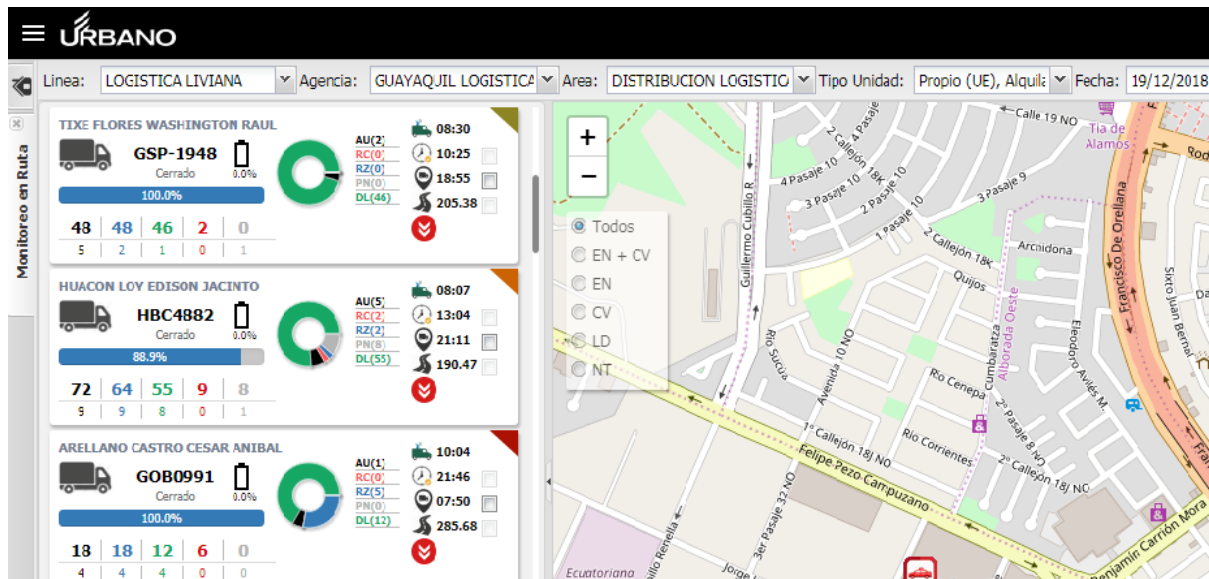 URBANO
Linea: LOGISTICA LIVIANA Agencia: GUAYAQUIL LOGISTICA Area: DISTRIBUCION LOGISTIC Tipo Unidad: Propio (UE), Alquila Fecha: 19/12/2018
Monitoreo en Ruta
TIXE FLORES WASHINGTON RAUL
GSP-1948
Cerrado
0.0%
100.0%
AU(2)
RC(0)
RZ(0)
PN(0)
DL(46)
08:30
10:25
18:55
205.38
48 48 46 2 0
5 2 1 0 1
HUACON LOY EDISON JACINTO
HBC4882
Cerrado
0.0%
88.9%
AU(5)
RC(2)
RZ(2)
PN(8)
DL(55)
08:07
13:04
21:11
190.47
72 64 55 9 8
9 9 8 0 1
ARELLANO CASTRO CESAR ANIBAL
GOB0991
Cerrado
0.0%
100.0%
AU(1)
RC(0)
RZ(5)
PN(0)
DL(12)
10:04
21:46
07:50
285.68
18 18 12 6 0
4 4 4 0 0
+
−
Todos
EN + CV
EN
CV
LD
NT
4 Pasaje
2 Callejón 18K
Calle 19 NO
Tia de
Alamos
4 Pasaje 10
3 Pasaje 10
2 Pasaje 10
1 Pasaje 10
3 Pasaje 9
2 Callejón 18K
Guillermo Cubillo R
Archidona
Quijos
Francisco De Orellana
Sixto Juan Bernal
Río Sucúa
Avenida 10 NO
Cumbaratza
Alborada Oeste
Eleodoro Avilés M.
Río Cenepa
2° Pasaje 8 NO
Río Corrientes
1° Callejón 18J NO
2° Callejón 18J NO
Felipe Pezo Campuzano
3er Pasaje 32 NO
Benjamín Carrión Mora
Ecuatoriano